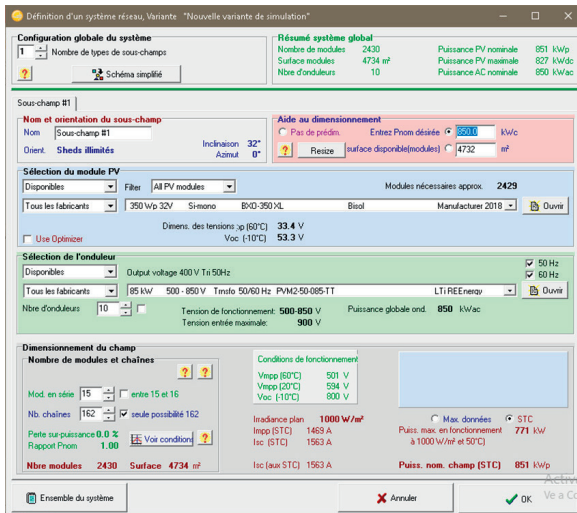 Définition d'un système réseau, Variante "Nouvelle variante de simulation"
Configuration globale du système
1 Nombre de types de sous-champs
? Schéma simplifié
Résumé système global
Nombre de modules 2430 Puissance PV nominale 851 kWp
Surface modules 4734 m² Puissance PV maximale 827 kWdc
Nbre d'onduleurs 10 Puissance AC nominale 850 kWac
Sous-champ #1
Nom et orientation du sous-champ
Nom Sous-champ #1
Orient. Sheds illimités Inclinaison 32°
Azimut 0°
Aide au dimensionnement
Pas de prédim. Entrez Pnom désirée 850.0 kWc
? Resize surface disponible(modules) 4732 m²
Sélection du module PV
Disponibles Filter All PV modules Modules nécessaires approx. 2429
Tous les fabricants 350 Wp 32V Si-mono BXO-350 XL Bisol Manufacturer 2018 Ouvrir
Dimens. des tensions :pp (60°C) 33.4 V
Use Optimizer Voc (-10°C) 53.3 V
Sélection de l'onduleur
Disponibles Output voltage 400 V Tri 50Hz 50 Hz
60 Hz
Tous les fabricants 85 kW 500 - 850 V Trnsfo 50/60 Hz PVM2-50-085-TT LTi REEnergy Ouvrir
Nbre d'onduleurs 10 Tension de fonctionnement: 500-850 V Puissance globale ond. 850 kWac
Tension entrée maximale: 900 V
Dimensionnement du champ
Nombre de modules et chaînes
? ?
Mod. en série 15 entre 15 et 16
Nb. chaînes 162 seule possibilité 162
Perte sur-puissance 0.0 %
Rapport Pnom 1.00
Voir conditions ?
Nbre modules 2430 Surface 4734 m²
Conditions de fonctionnement
Vmpp (60°C) 501 V
Vmpp (20°C) 594 V
Voc (-10°C) 800 V
Irradiance plan 1000 W/m²
Impp (STC) 1469 A
Isc (STC) 1563 A
Isc (aux STC) 1563 A
Max. données STC
Puiss. max. en fonctionnement 771 kW
à 1000 W/m² et 50°C)
Puiss. nom. champ (STC) 851 kWp
Ensemble du système Annuler OK